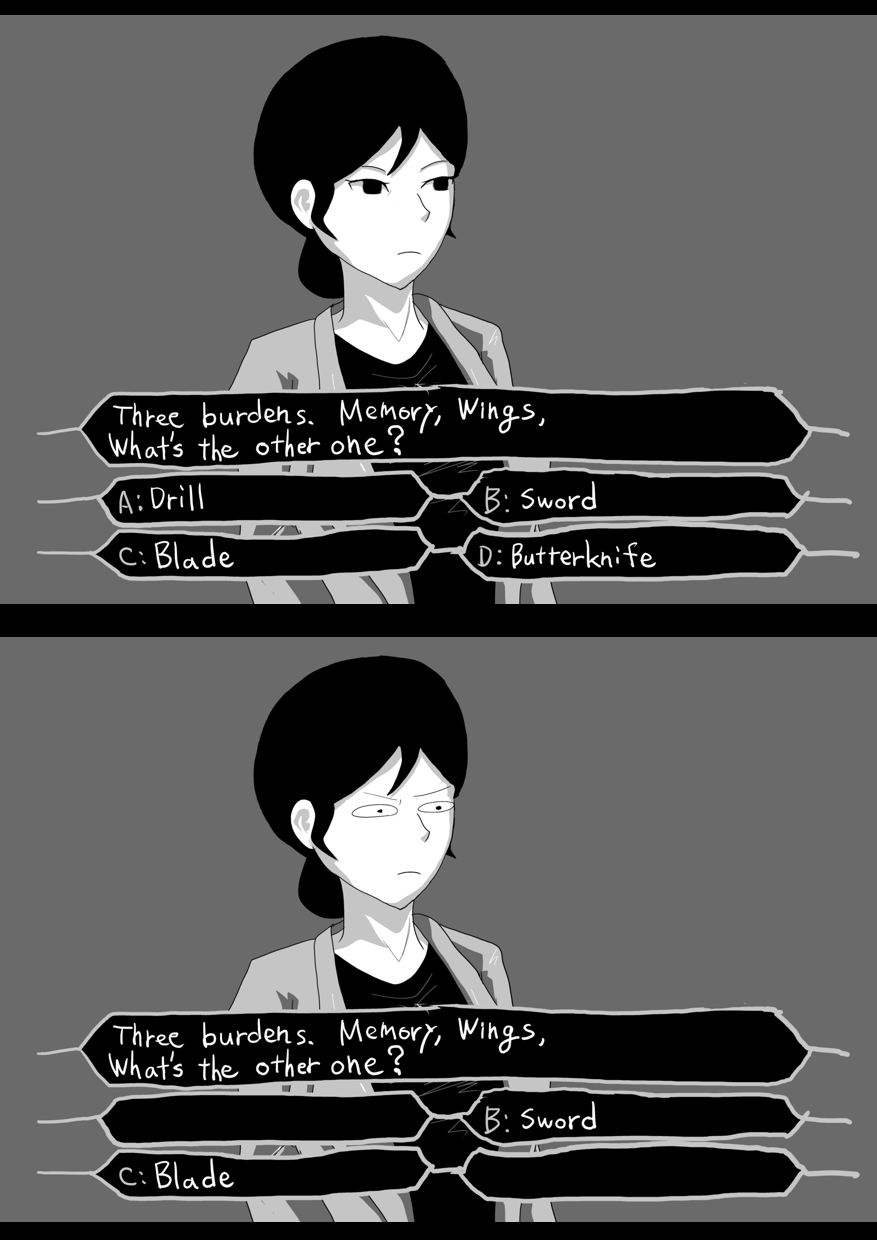 Three burdens. Memory, Wings,
What's the other one?
A: Drill
B: Sword
C: Blade
D: Butterknife
Three burdens. Memory, Wings,
What's the other one?
B: Sword
C: Blade